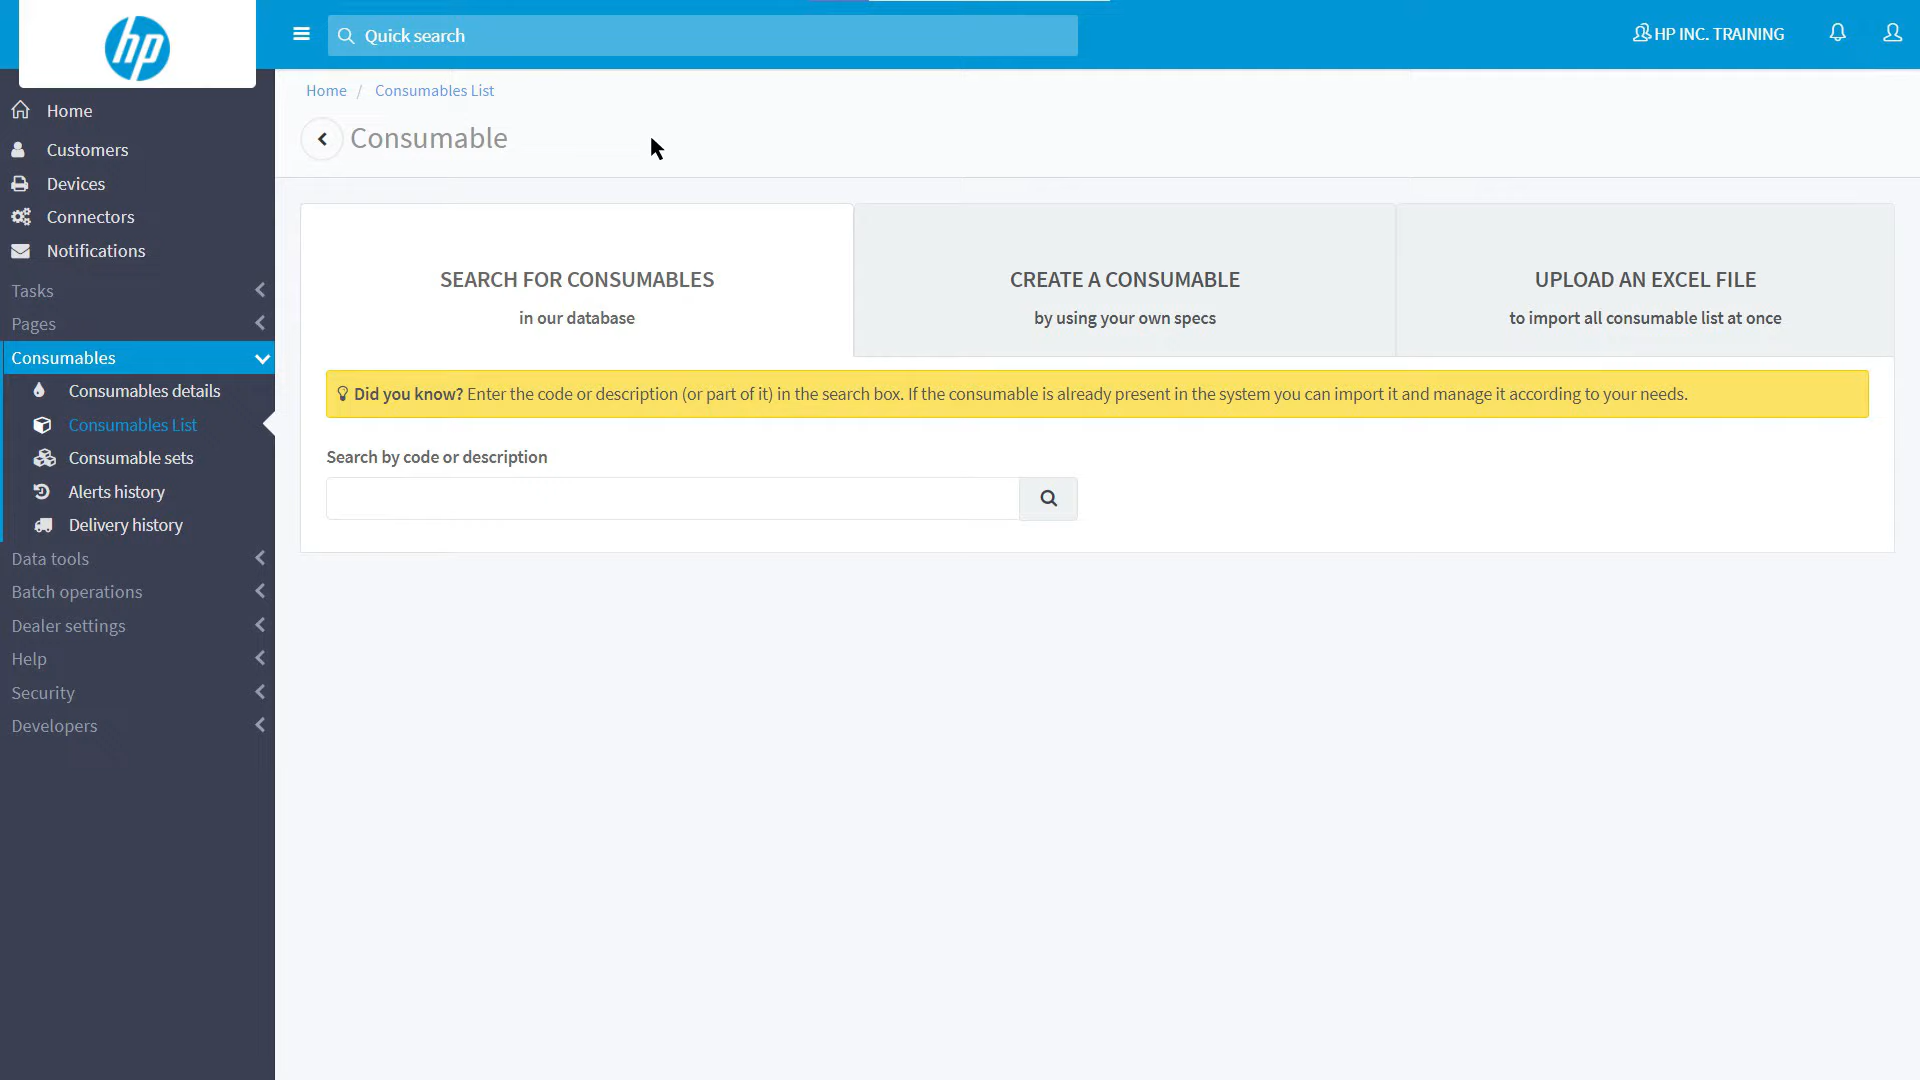 hp
Quick search
HP INC. TRAINING
Home
Customers
Devices
Connectors
Notifications
Tasks
Pages
Consumables
Consumables details
Consumables List
Consumable sets
Alerts history
Delivery history
Data tools
Batch operations
Dealer settings
Help
Security
Developers
Home / Consumables List
Consumable
SEARCH FOR CONSUMABLES
in our database
CREATE A CONSUMABLE
by using your own specs
UPLOAD AN EXCEL FILE
to import all consumable list at once
Did you know? Enter the code or description (or part of it) in the search box. If the consumable is already present in the system you can import it and manage it according to your needs.
Search by code or description